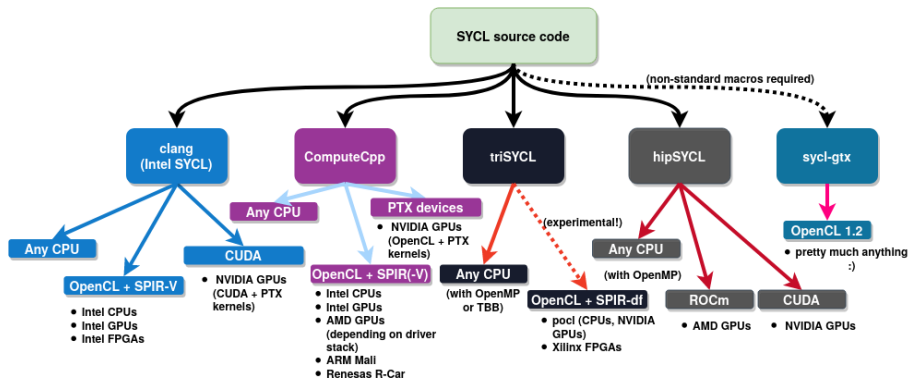 SYCL source code
(non-standard macros required)
clang
(Intel SYCL)
ComputeCpp
triSYCL
hipSYCL
sycl-gtx
Any CPU
OpenCL + SPIR-V
• Intel CPUs
• Intel GPUs
• Intel FPGAs
CUDA
• NVIDIA GPUs
(CUDA + PTX
kernels)
Any CPU
OpenCL + SPIR(-V)
• Intel CPUs
• Intel GPUs
• AMD GPUs
(depending on driver
stack)
• ARM Mali
• Renesas R-Car
PTX devices
• NVIDIA GPUs
(OpenCL + PTX
kernels)
Any CPU
(with OpenMP
or TBB)
(experimental!)
OpenCL + SPIR-df
• pocl (CPUs, NVIDIA
GPUs)
• Xilinx FPGAs
Any CPU
(with OpenMP)
ROCm
• AMD GPUs
CUDA
• NVIDIA GPUs
OpenCL 1.2
• pretty much anything
:)